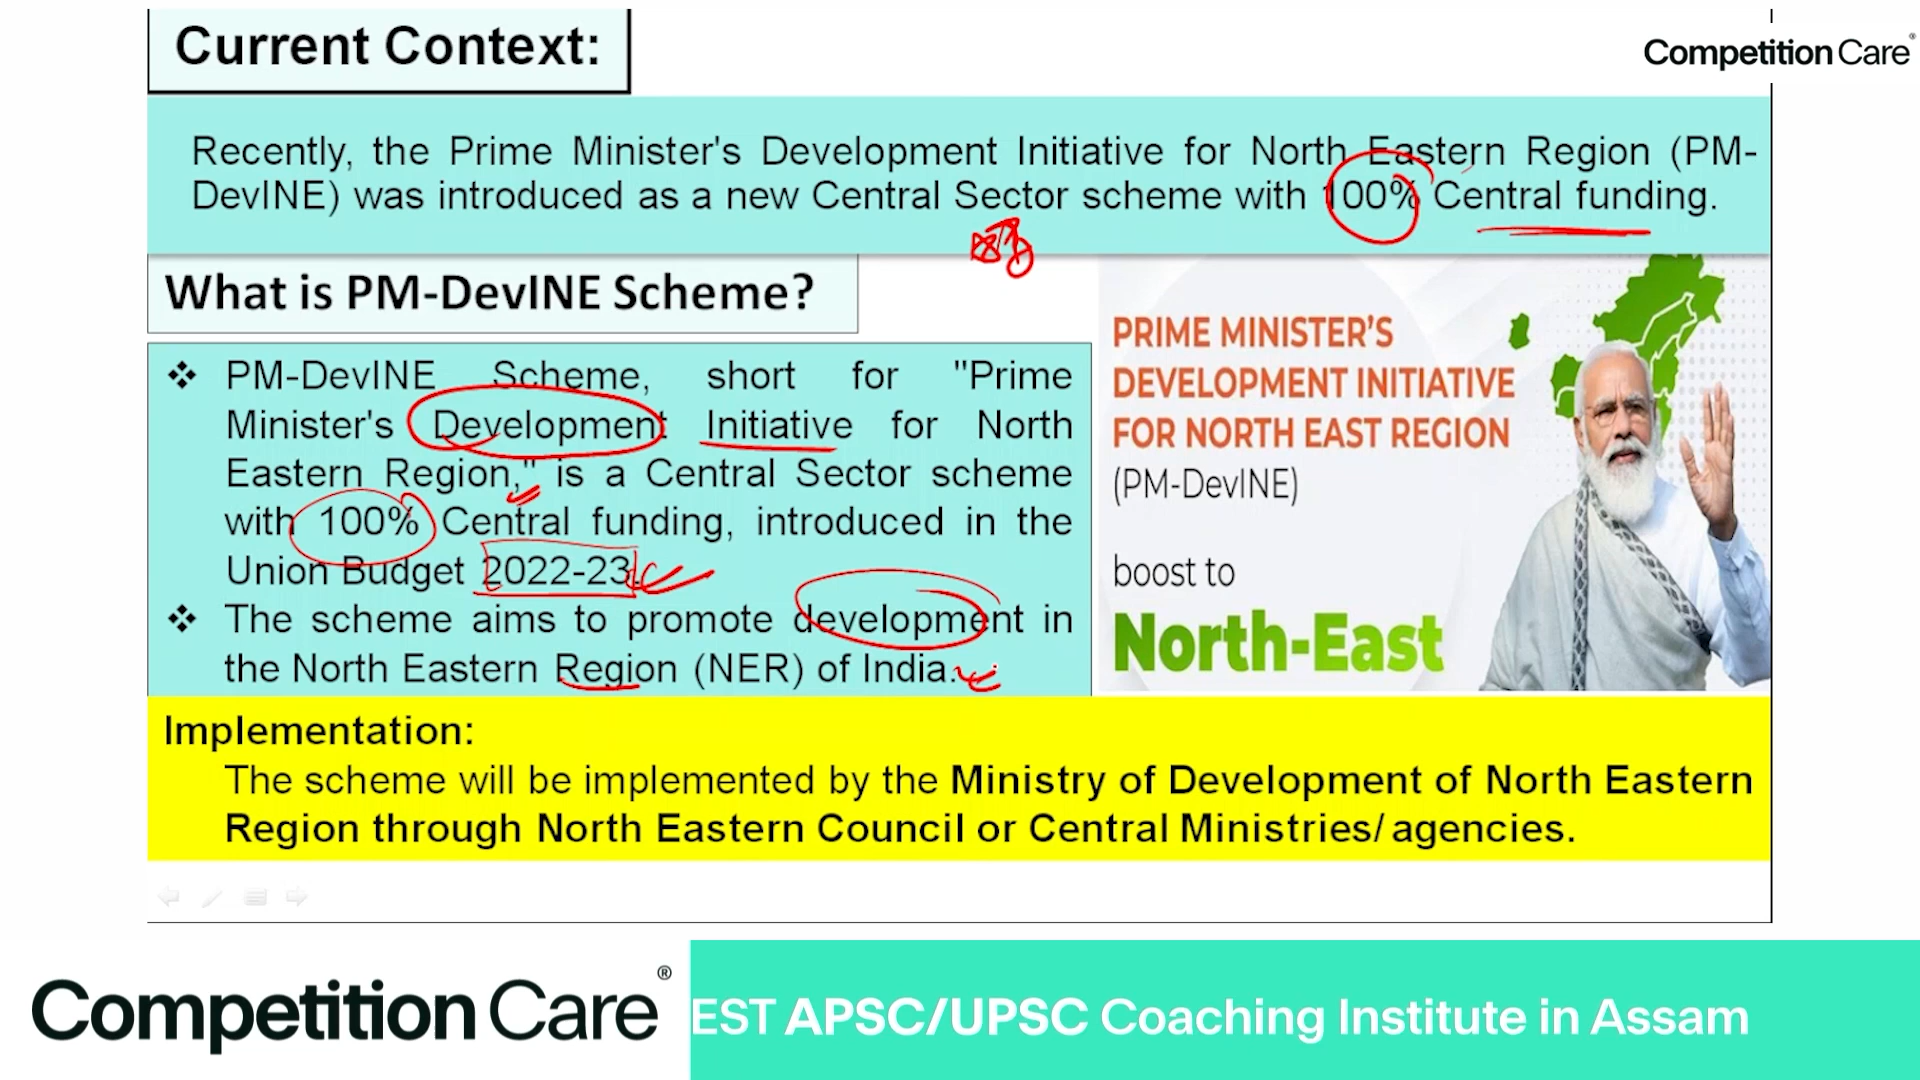 Current Context:
Competition Care®
Recently, the Prime Minister's Development Initiative for North Eastern Region (PM-
DevINE) was introduced as a new Central Sector scheme with 100% Central funding.
What is PM-DevINE Scheme?
❖ PM-DevINE Scheme, short for "Prime
Minister's Development Initiative for North
Eastern Region," is a Central Sector scheme
with 100% Central funding, introduced in the
Union Budget 2022-23.
❖ The scheme aims to promote development in
the North Eastern Region (NER) of India.
PRIME MINISTER'S
DEVELOPMENT INITIATIVE
FOR NORTH EAST REGION
(PM-DevINE)
boost to
North-East
Implementation:
The scheme will be implemented by the Ministry of Development of North Eastern
Region through North Eastern Council or Central Ministries/ agencies.
Competition Care®
EST APSC/UPSC Coaching Institute in Assam